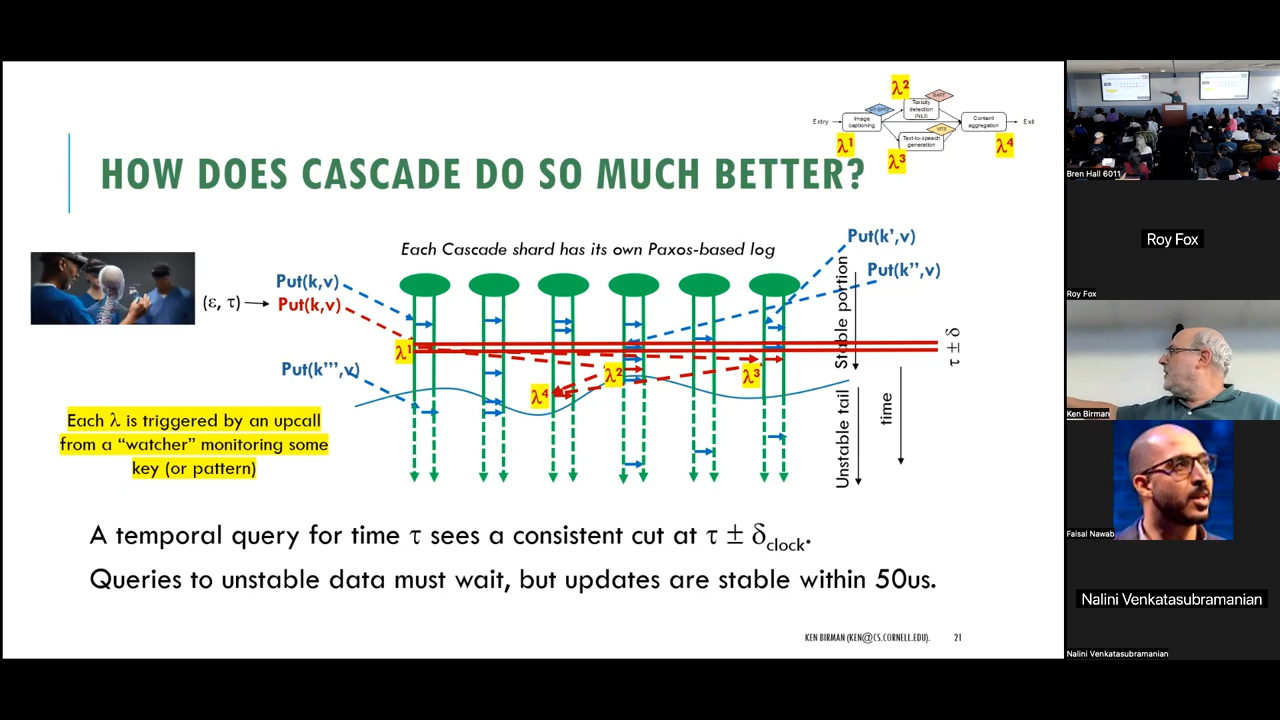 λ²
BART
Toxicity
detection
(NLI)
Entry
Image
captioning
Content
aggregation
Exit
VITS
Text-to-speech
generation
λ¹
λ³
λ⁴
HOW DOES CASCADE DO SO MUCH BETTER?
Each Cascade shard has its own Paxos-based log
Put(k',v)
Put(k'',v)
Put(k,v)
(ε, τ)
Put(k,v)
Put(k''',v)
λ¹
λ²
λ³
λ⁴
Stable portion
Unstable tail
time
τ ± δ
Each λ is triggered by an upcall
from a “watcher” monitoring some
key (or pattern)
A temporal query for time τ sees a consistent cut at τ ± δclock.
Queries to unstable data must wait, but updates are stable within 50us.
KEN BIRMAN (KEN@CS.CORNELL.EDU).
21
Bren Hall 6011
Roy Fox
Roy Fox
Ken Birman
Faisal Nawab
Nalini Venkatasubramanian
Nalini Venkatasubramanian